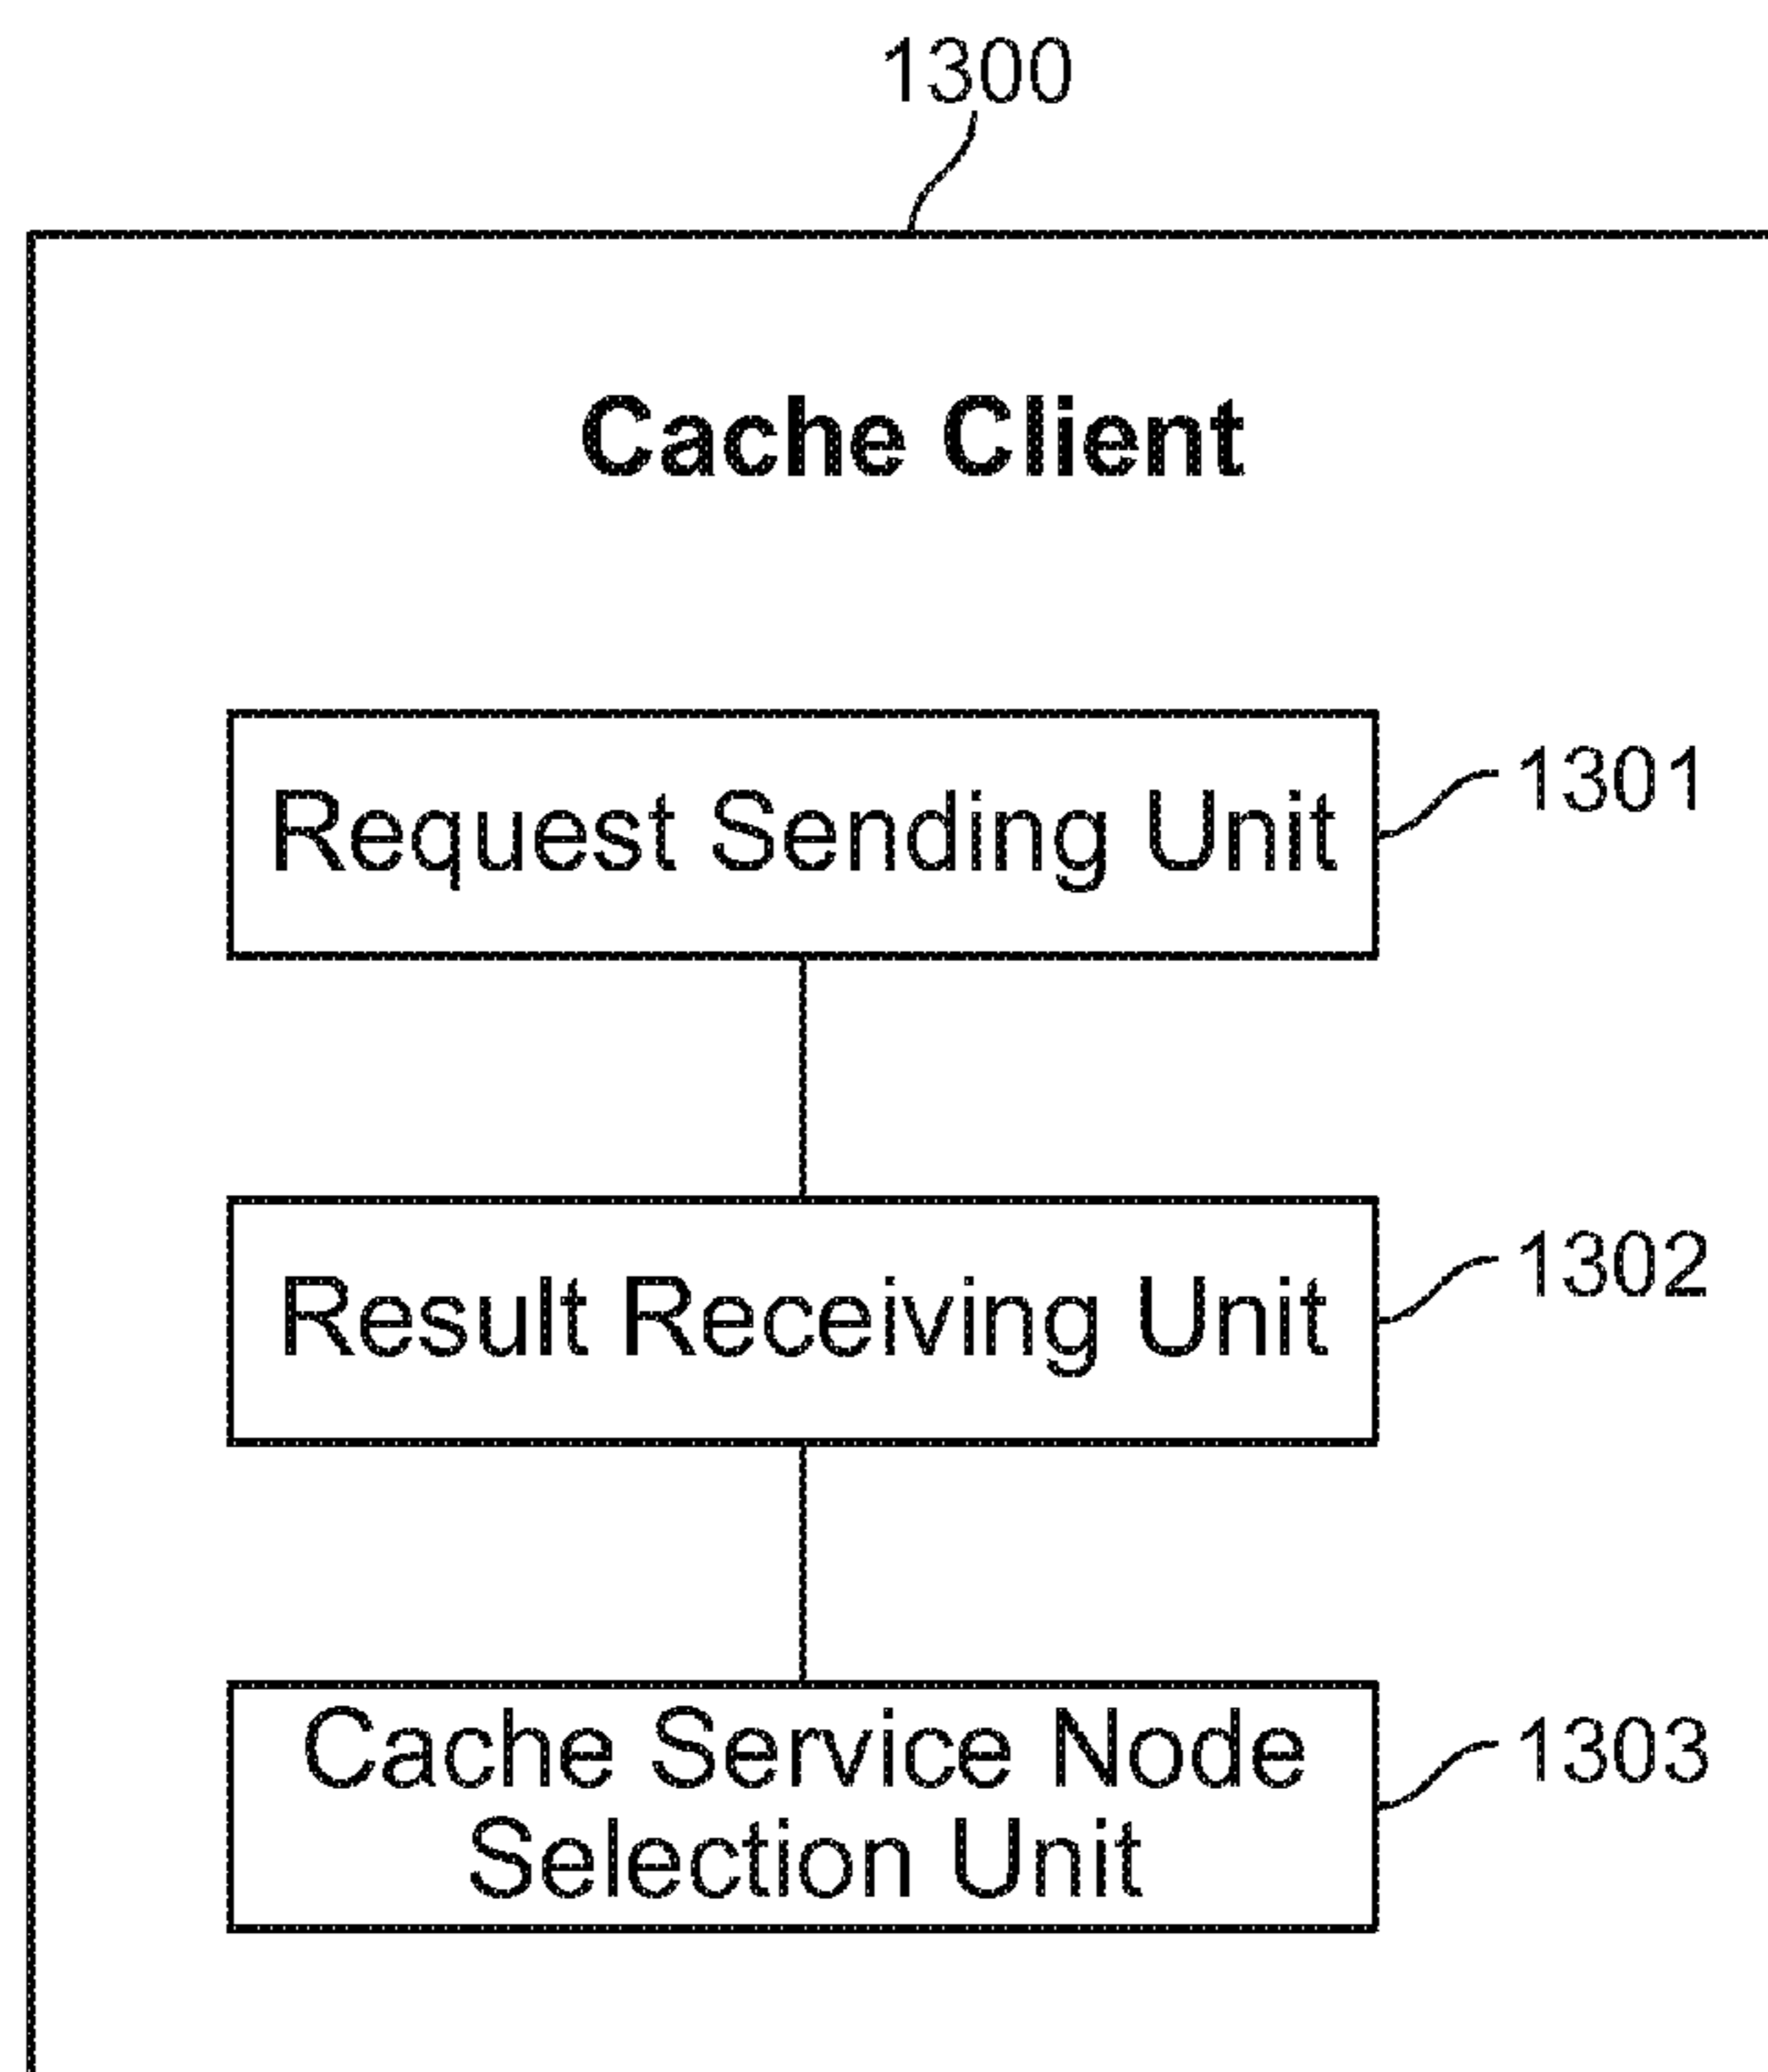 1300
Cache Client
Request Sending Unit
1301
Result Receiving Unit
1302
Cache Service Node
Selection Unit
1303